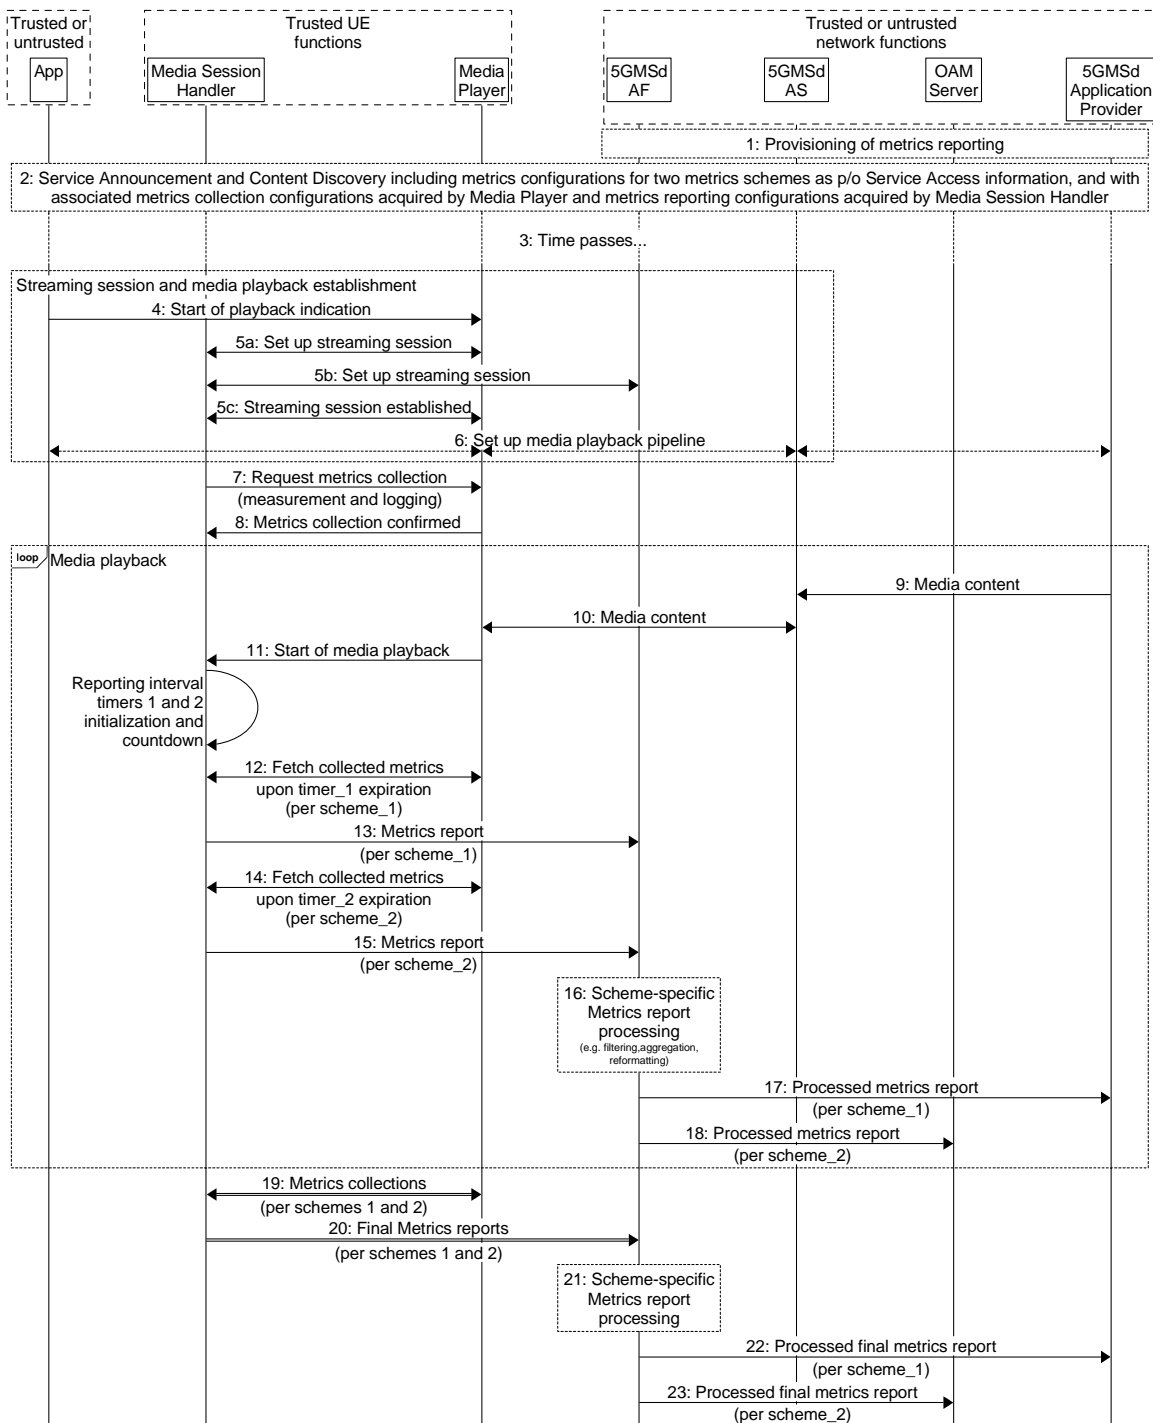 Trusted or
untrusted
Trusted UE
functions
Trusted or untrusted
network functions
App
Media Session
Handler
Media
Player
5GMSd
AF
5GMSd
AS
OAM
Server
5GMSd
Application
Provider
1: Provisioning of metrics reporting
2: Service Announcement and Content Discovery including metrics configurations for two metrics schemes as p/o Service Access information, and with
associated metrics collection configurations acquired by Media Player and metrics reporting configurations acquired by Media Session Handler
3: Time passes...
Streaming session and media playback establishment
4: Start of playback indication
5a: Set up streaming session
5b: Set up streaming session
5c: Streaming session established
6: Set up media playback pipeline
7: Request metrics collection
(measurement and logging)
8: Metrics collection confirmed
loop
Media playback
9: Media content
10: Media content
11: Start of media playback
Reporting interval
timers 1 and 2
initialization and
countdown
12: Fetch collected metrics
upon timer_1 expiration
(per scheme_1)
13: Metrics report
(per scheme_1)
14: Fetch collected metrics
upon timer_2 expiration
(per scheme_2)
15: Metrics report
(per scheme_2)
16: Scheme-specific
Metrics report
processing
(e.g. filtering,aggregation,
reformatting)
17: Processed metrics report
(per scheme_1)
18: Processed metrics report
(per scheme_2)
19: Metrics collections
(per schemes 1 and 2)
20: Final Metrics reports
(per schemes 1 and 2)
21: Scheme-specific
Metrics report
processing
22: Processed final metrics report
(per scheme_1)
23: Processed final metrics report
(per scheme_2)